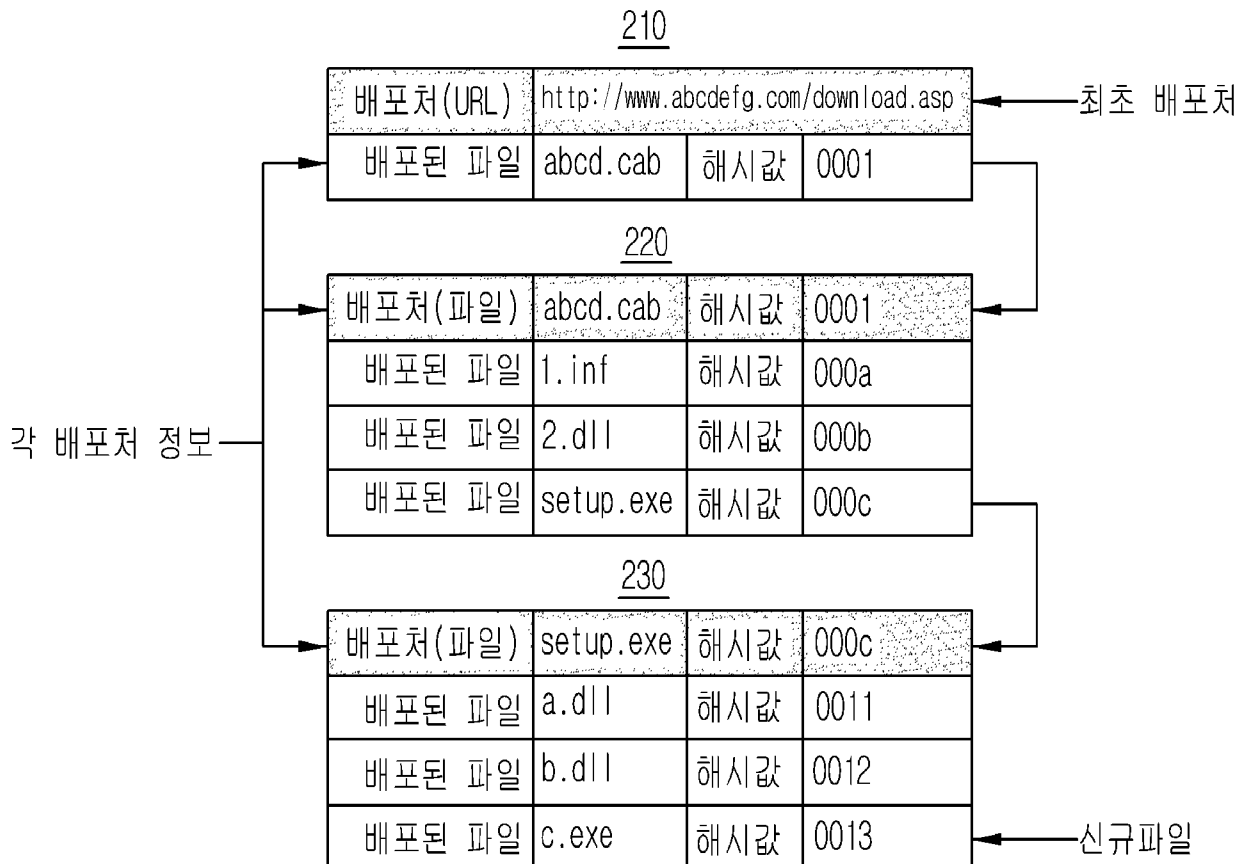 210
배포처(URL) http://www.abcdefg.com/download.asp 최초 배포처
배포된 파일 abcd.cab 해시값 0001
220
배포처(파일) abcd.cab 해시값 0001
배포된 파일 1.inf 해시값 000a
배포된 파일 2.dll 해시값 000b
각 배포처 정보
배포된 파일 setup.exe 해시값 000c
230
배포처(파일) setup.exe 해시값 000c
배포된 파일 a.dll 해시값 0011
배포된 파일 b.dll 해시값 0012
배포된 파일 c.exe 해시값 0013 신규파일